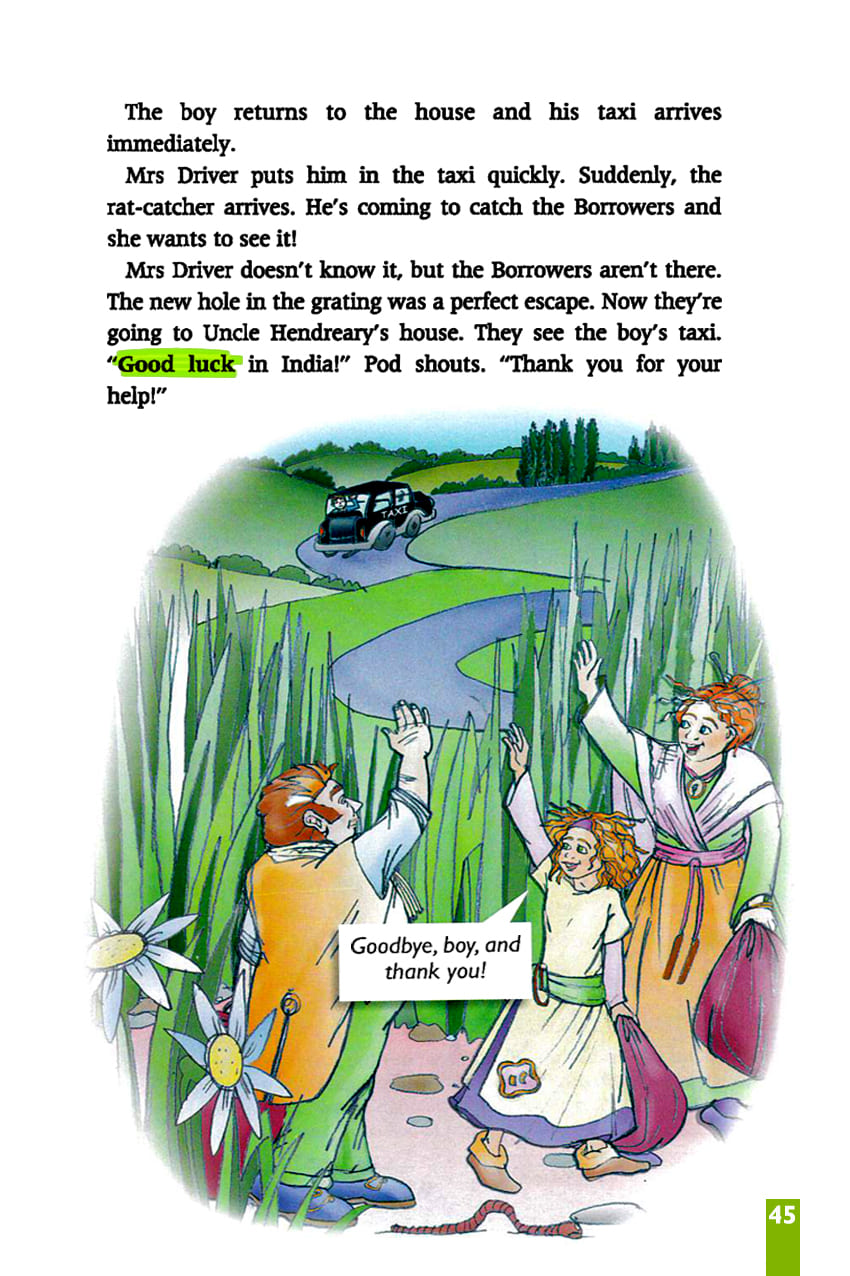 The boy returns to the house and his taxi arrives
immediately.
Mrs Driver puts him in the taxi quickly. Suddenly, the
rat-catcher arrives. He's coming to catch the Borrowers and
she wants to see it!
Mrs Driver doesn't know it, but the Borrowers aren't there.
The new hole in the grating was a perfect escape. Now they're
going to Uncle Hendreary's house. They see the boy's taxi.
"Good luck in India!" Pod shouts. "Thank you for your
help!"
TAXI
Goodbye, boy, and
thank you!
45